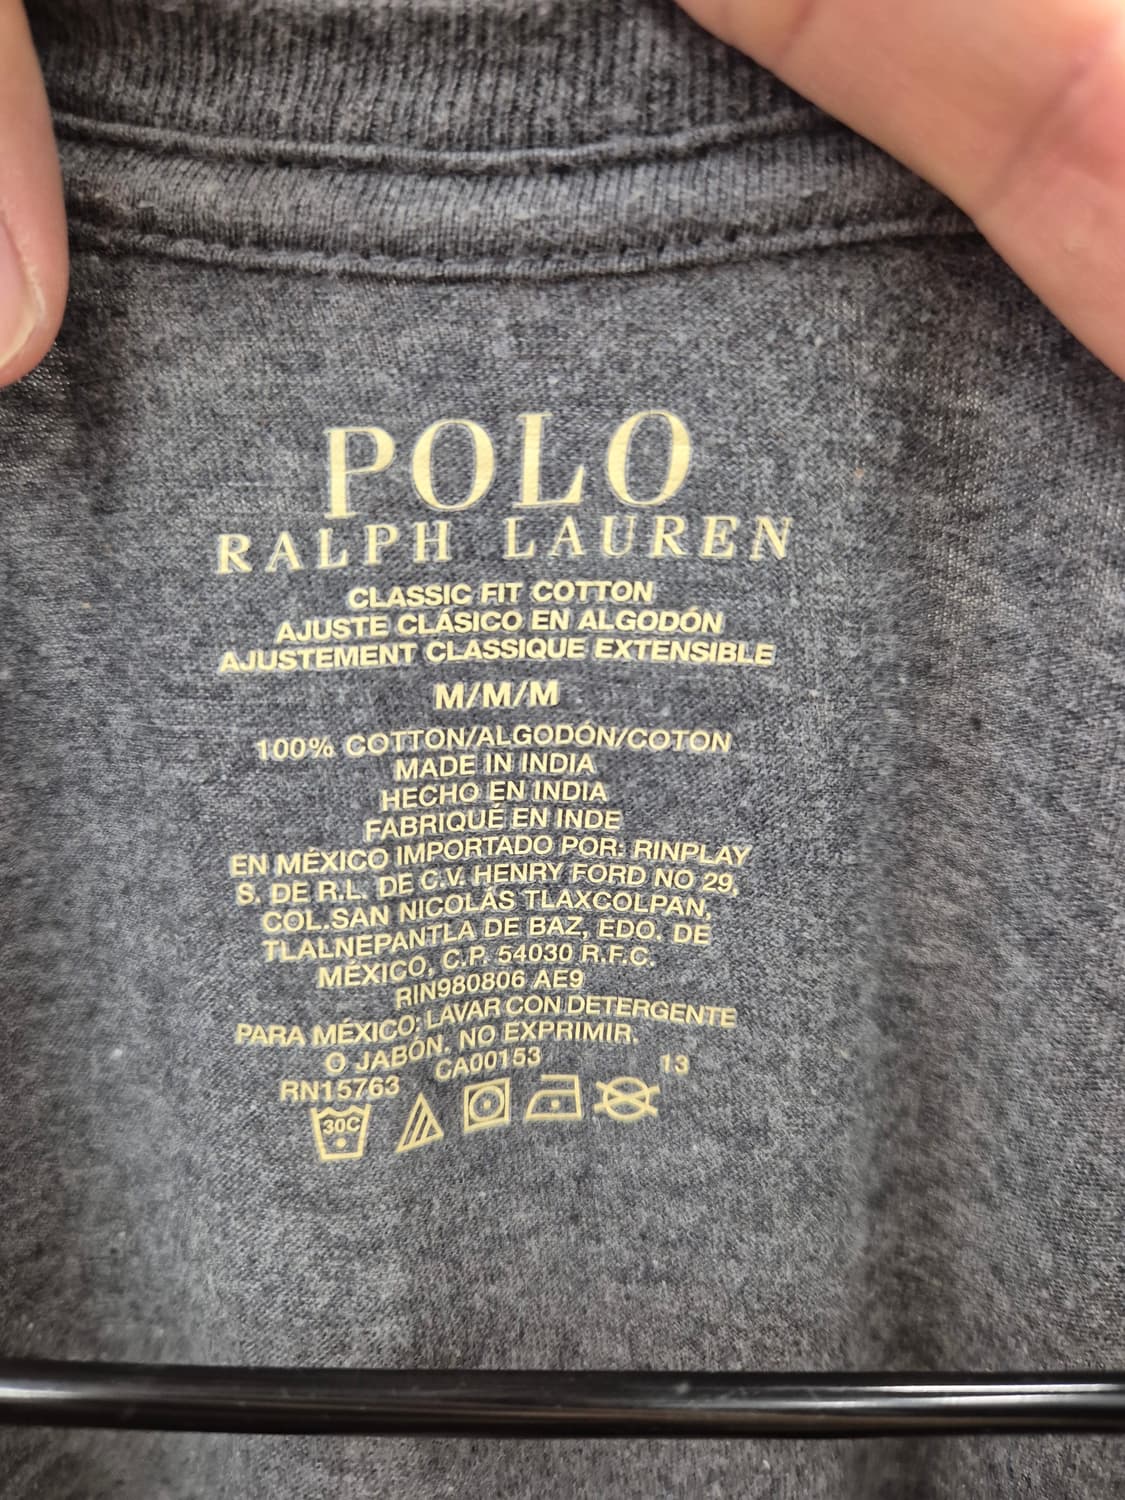 POLO
RALPH LAUREN
CLASSIC FIT COTTON
AJUSTE CLÁSICO EN ALGODÓN
AJUSTEMENT CLASSIQUE EXTENSIBLE
M/M/M
100% COTTON/ALGODÓN/COTON
MADE IN INDIA
HECHO EN INDIA
FABRIQUÉ EN INDE
EN MÉXICO IMPORTADO POR: RINPLAY
S. DE R.L. DE C.V. HENRY FORD NO 29,
COL.SAN NICOLÁS TLAXCOLPAN,
TLALNEPANTLA DE BAZ, EDO. DE
MÉXICO, C.P. 54030 R.F.C.
RIN980806 AE9
PARA MÉXICO: LAVAR CON DETERGENTE
O JABÓN. NO EXPRIMIR.
RN15763 CA00153 13
30C